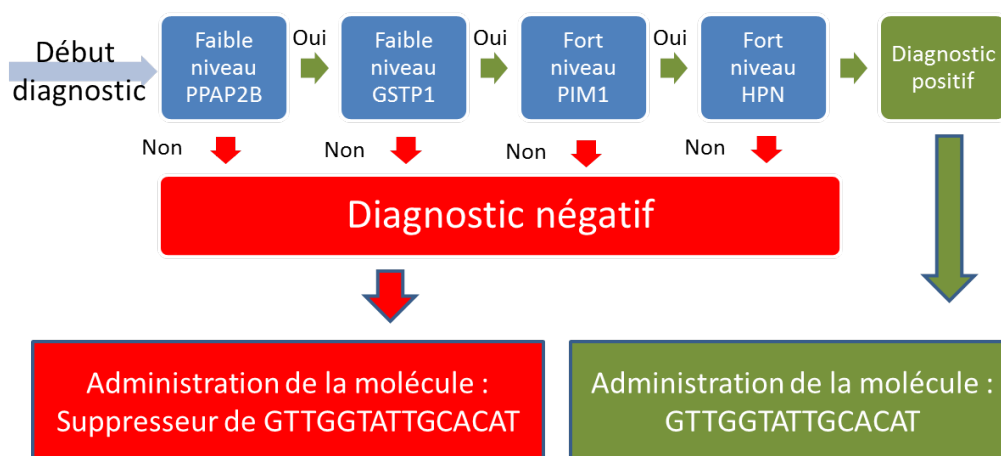 Début
diagnostic
Faible
niveau
PPAP2B
Oui
Faible
niveau
GSTP1
Oui
Fort
niveau
PIM1
Oui
Fort
niveau
HPN
Diagnostic
positif
Non
Non
Non
Non
Diagnostic négatif
Administration de la molécule :
Suppresseur de GTTGGTATTGCACAT
Administration de la molécule :
GTTGGTATTGCACAT